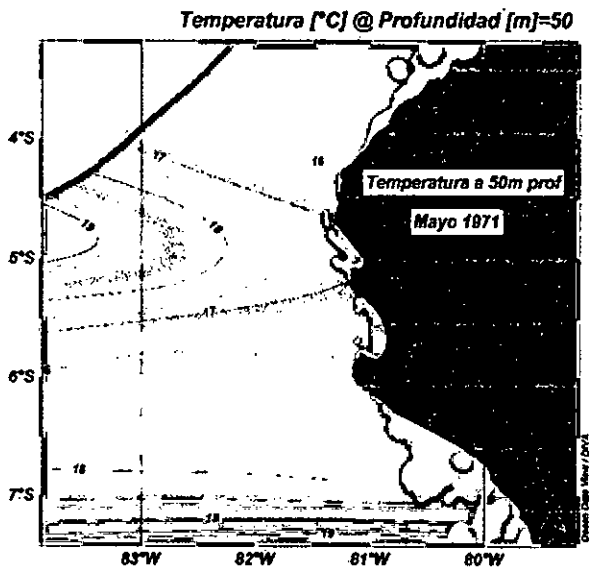 Temperatura [°C] @ Profundidad [m]=50
4°S
17
16
Temperatura a 50m prof
Mayo 1971
19
18
5°S
17
6°S
18
7°S
19
19
83°W
82°W
81°W
80°W
Ocean Data View / DIVA